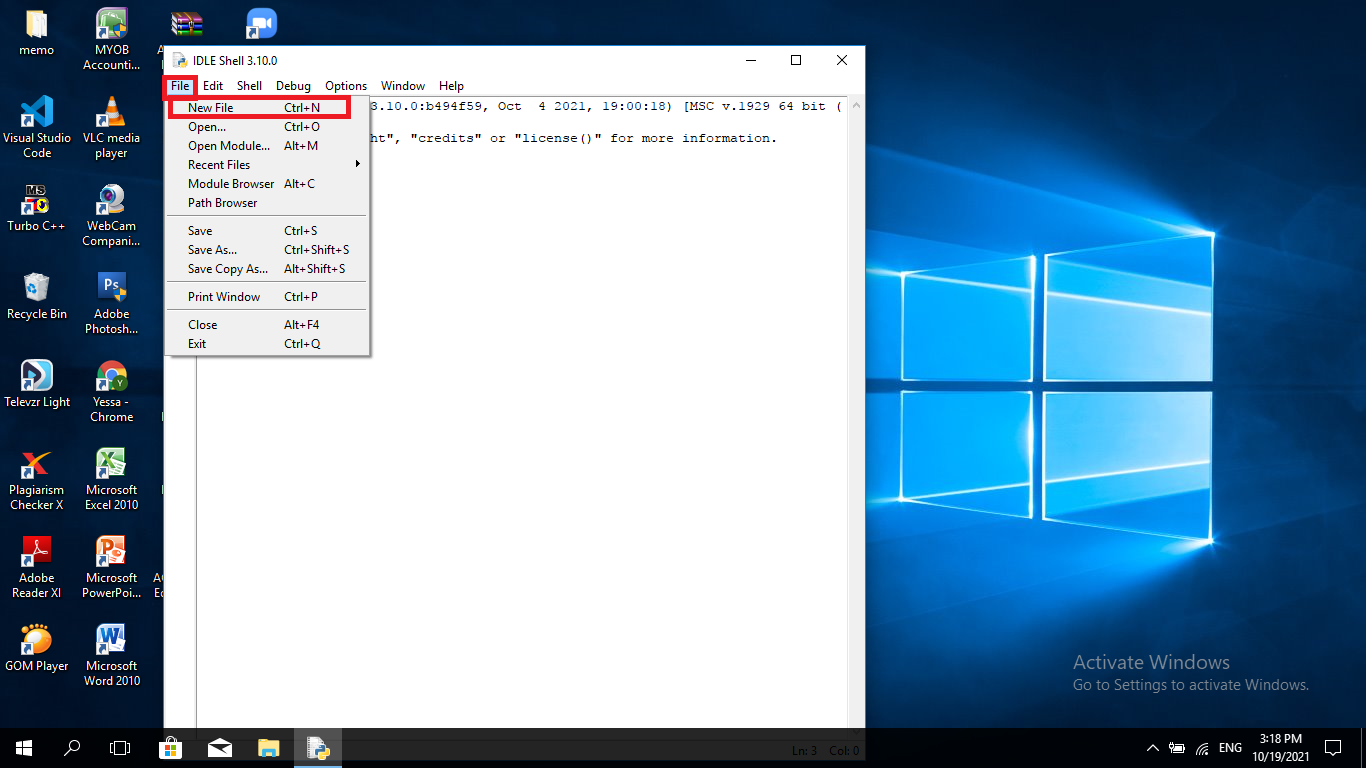 memo
MYOB
Accounti...
Visual Studio
Code
VLC media
player
MS
Turbo C++
WebCam
Compani...
Recycle Bin
Ps
Adobe
Photosh...
Televzr Light
Y
Yessa -
Chrome
Plagiarism
Checker X
Microsoft
Excel 2010
Adobe
Reader XI
Microsoft
PowerPoi...
GOM Player
Microsoft
Word 2010
IDLE Shell 3.10.0
File Edit Shell Debug Options Window Help
3.10.0:b494f59, Oct 4 2021, 19:00:18) [MSC v.1929 64 bit (
ht", "credits" or "license()" for more information.
New File Ctrl+N
Open... Ctrl+O
Open Module... Alt+M
Recent Files
Module Browser Alt+C
Path Browser
Save Ctrl+S
Save As... Ctrl+Shift+S
Save Copy As... Alt+Shift+S
Print Window Ctrl+P
Close Alt+F4
Exit Ctrl+Q
Ln: 3 Col: 0
Activate Windows
Go to Settings to activate Windows.
ENG
3:18 PM
10/19/2021